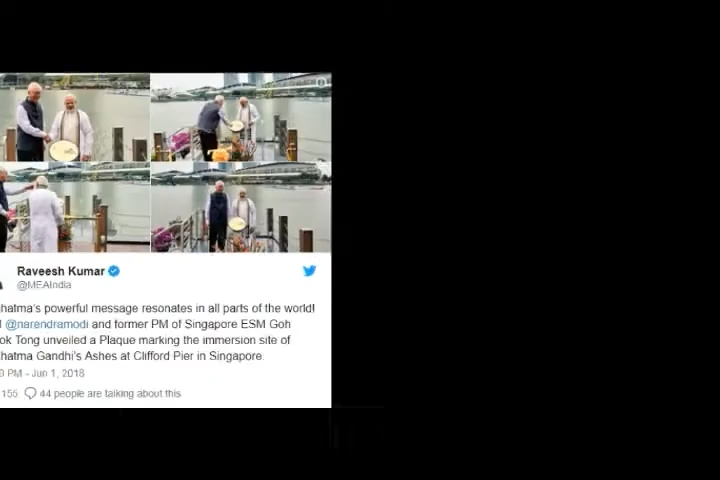 Raveesh Kumar
@MEAIndia
hatma's powerful message resonates in all parts of the world!
@narendramodi and former PM of Singapore ESM Goh
ok Tong unveiled a Plaque marking the immersion site of
hatma Gandhi's Ashes at Clifford Pier in Singapore.
PM - Jun 1, 2018
155 44 people are talking about this